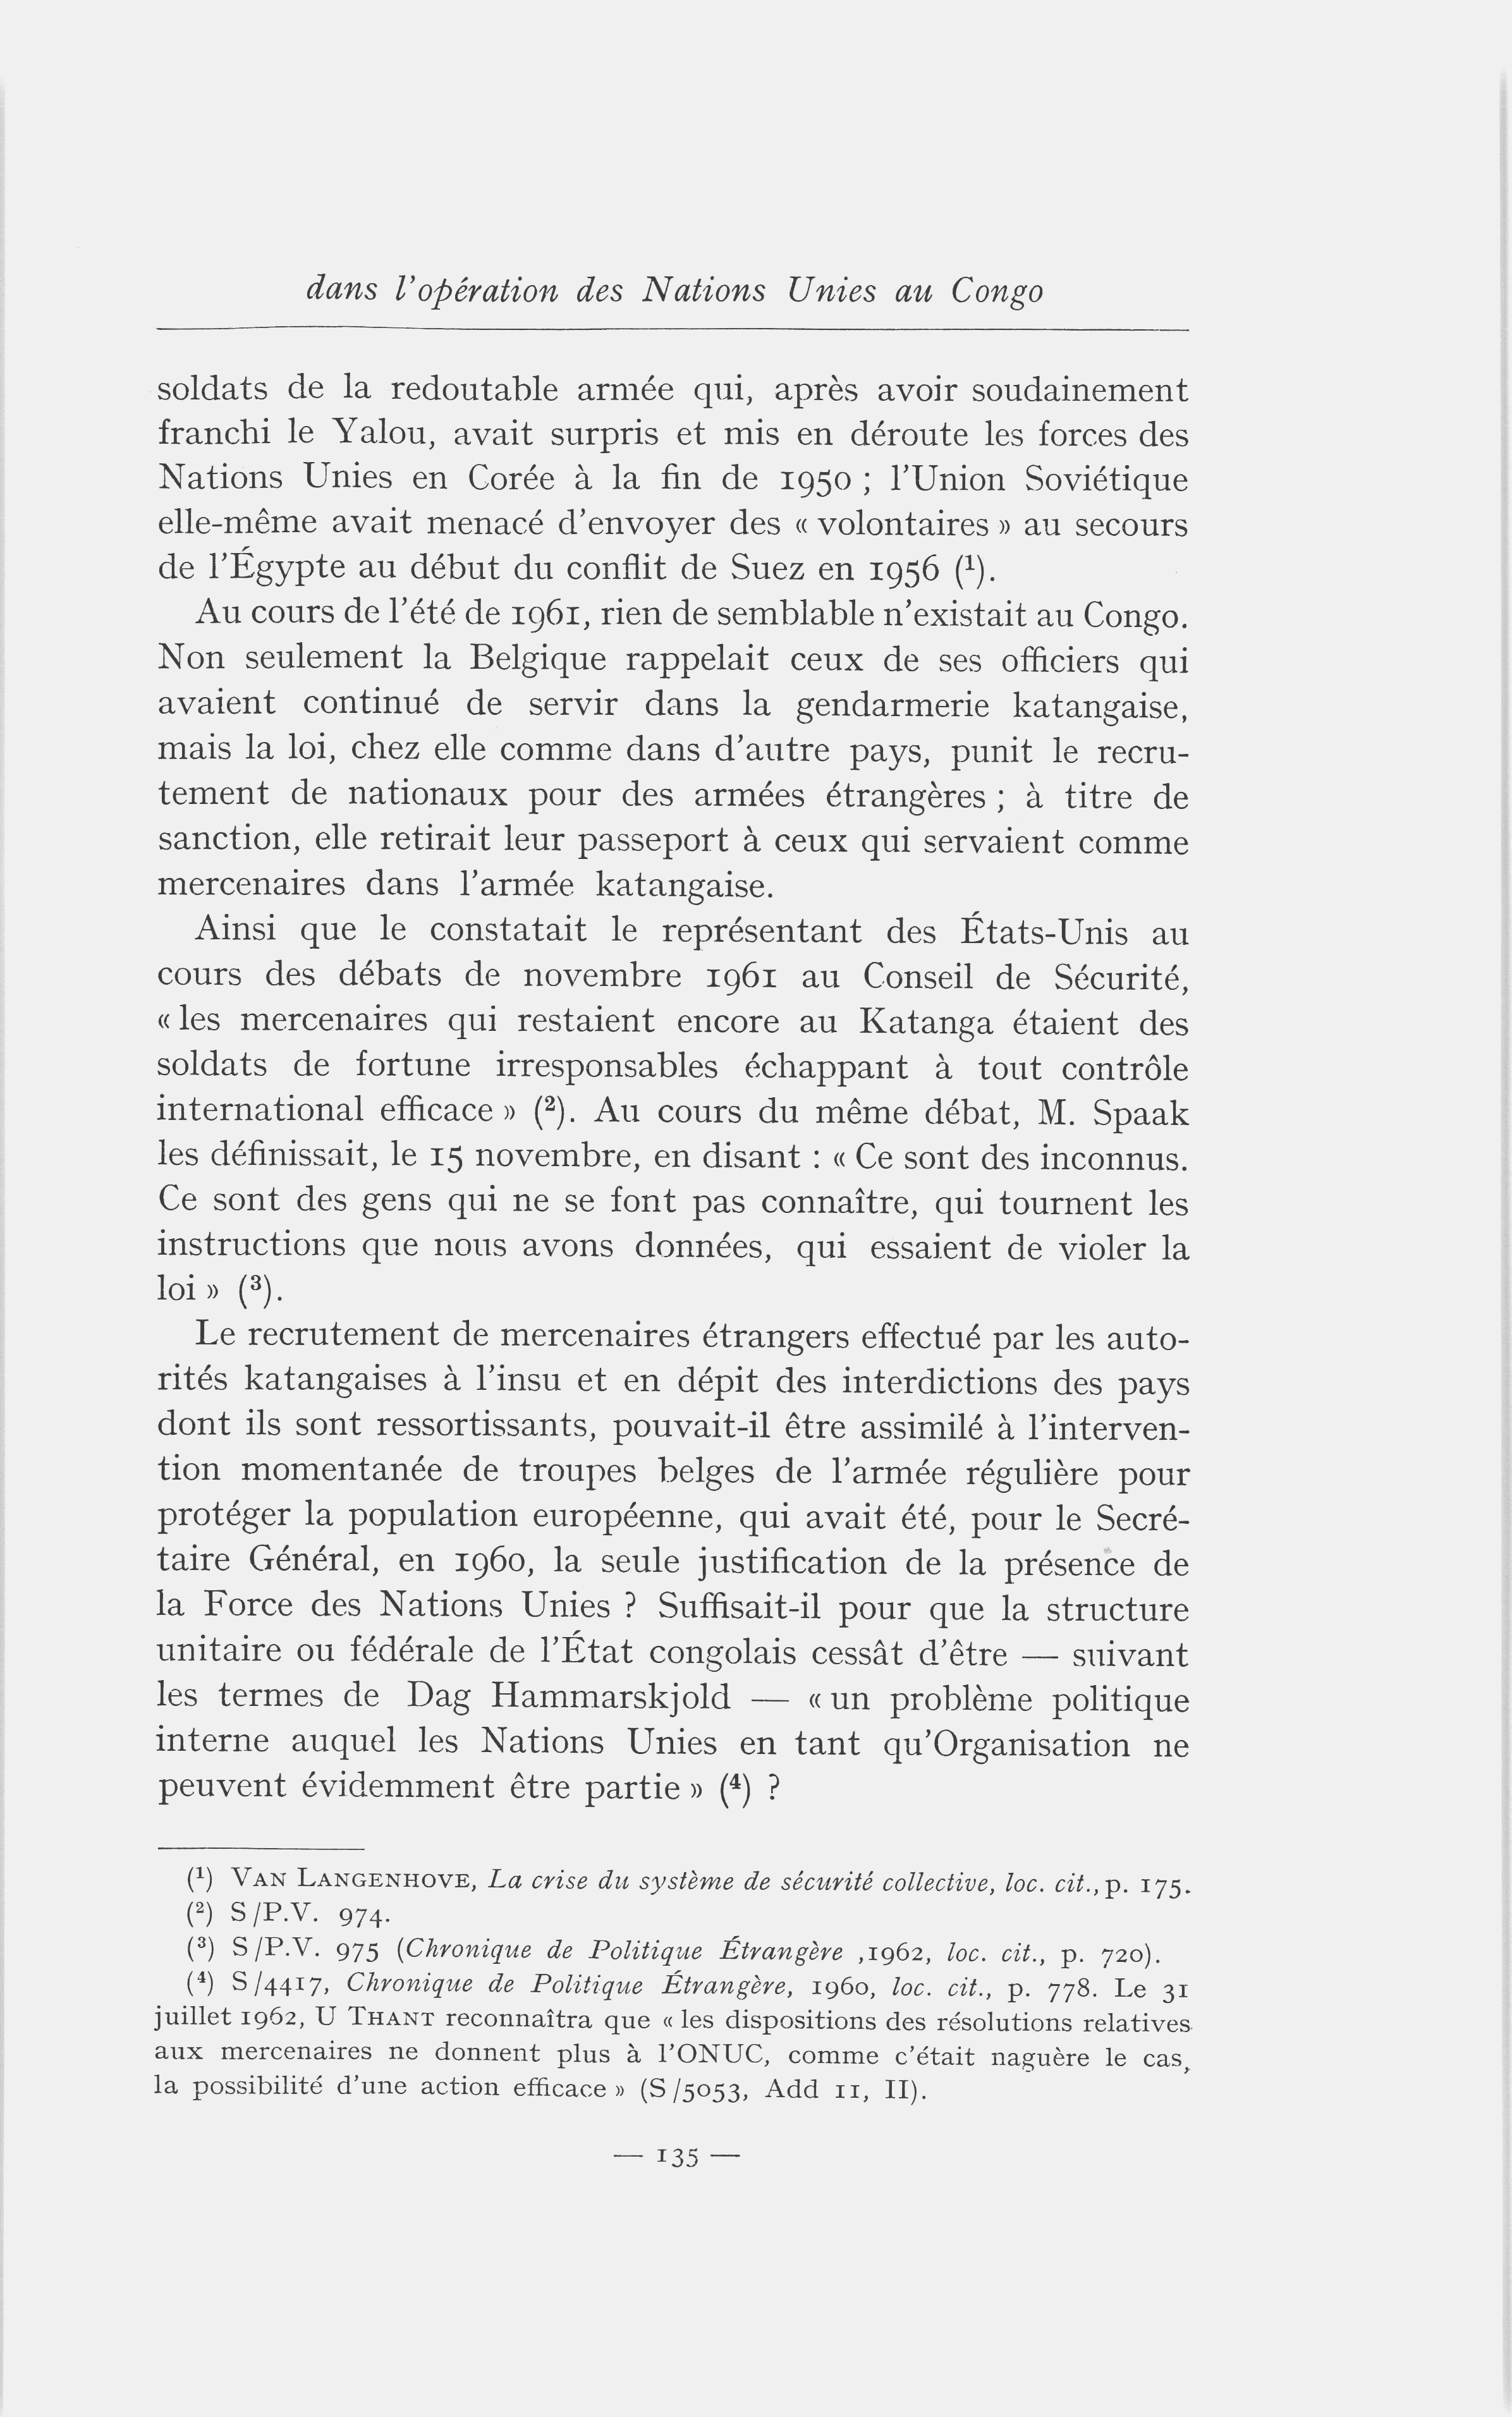 dans l'opération des Nations Unies au Congo
soldats de la redoutable armée qui, après avoir soudainement
franchi le Yalou, avait surpris et mis en déroute les forces des
Nations Unies en Corée à la fin de 1950 ; l'Union Soviétique
elle-même avait menacé d'envoyer des « volontaires » au secours
de l'Égypte au début du conflit de Suez en 1956 (¹).
Au cours de l'été de 1961, rien de semblable n'existait au Congo.
Non seulement la Belgique rappelait ceux de ses officiers qui
avaient continué de servir dans la gendarmerie katangaise,
mais la loi, chez elle comme dans d'autre pays, punit le recru-
tement de nationaux pour des armées étrangères ; à titre de
sanction, elle retirait leur passeport à ceux qui servaient comme
mercenaires dans l'armée katangaise.
Ainsi que le constatait le représentant des États-Unis au
cours des débats de novembre 1961 au Conseil de Sécurité,
« les mercenaires qui restaient encore au Katanga étaient des
soldats de fortune irresponsables échappant à tout contrôle
international efficace » (²). Au cours du même débat, M. Spaak
les définissait, le 15 novembre, en disant : « Ce sont des inconnus.
Ce sont des gens qui ne se font pas connaître, qui tournent les
instructions que nous avons données, qui essaient de violer la
loi » (³).
Le recrutement de mercenaires étrangers effectué par les auto-
rités katangaises à l'insu et en dépit des interdictions des pays
dont ils sont ressortissants, pouvait-il être assimilé à l'interven-
tion momentanée de troupes belges de l'armée régulière pour
protéger la population européenne, qui avait été, pour le Secré-
taire Général, en 1960, la seule justification de la présence de
la Force des Nations Unies ? Suffisait-il pour que la structure
unitaire ou fédérale de l'État congolais cessât d'être — suivant
les termes de Dag Hammarskjold — « un problème politique
interne auquel les Nations Unies en tant qu'Organisation ne
peuvent évidemment être partie » (⁴) ?
(¹) VAN LANGENHOVE, La crise du système de sécurité collective, loc. cit., p. 175.
(²) S/P.V. 974.
(³) S/P.V. 975 (Chronique de Politique Étrangère ,1962, loc. cit., p. 720).
(⁴) S/4417, Chronique de Politique Étrangère, 1960, loc. cit., p. 778. Le 31
juillet 1962, U THANT reconnaîtra que « les dispositions des résolutions relatives
aux mercenaires ne donnent plus à l'ONUC, comme c'était naguère le cas,
la possibilité d'une action efficace » (S/5053, Add 11, II).
— 135 —